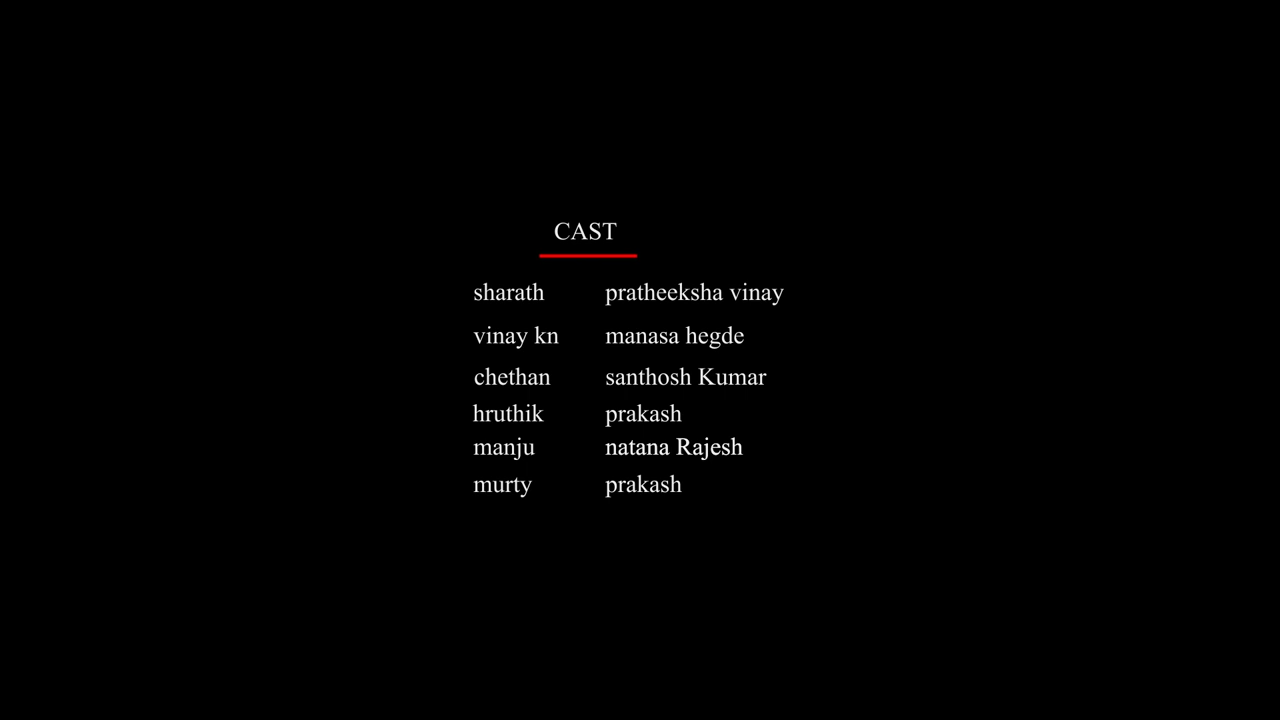 CAST
sharath pratheeksha vinay
vinay kn manasa hegde
chethan santhosh Kumar
hruthik prakash
manju natana Rajesh
murty prakash